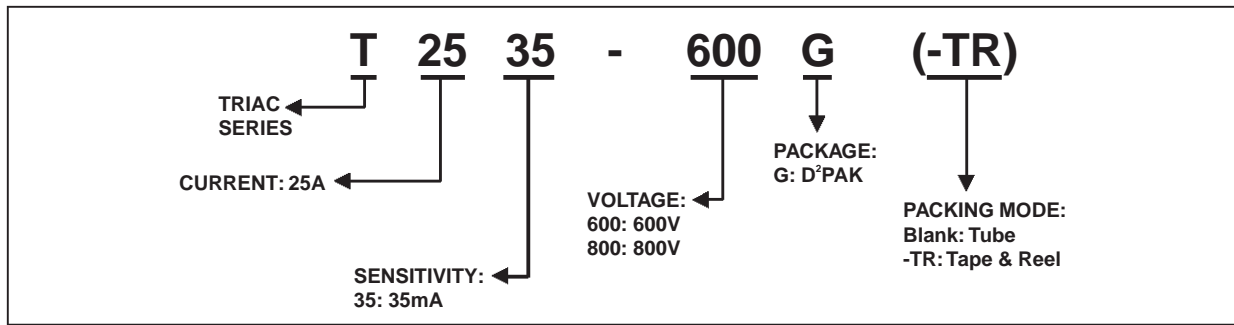 T 25 35 - 600 G (-TR)
TRIAC
SERIES
CURRENT: 25A
SENSITIVITY:
35: 35mA
VOLTAGE:
600: 600V
800: 800V
PACKAGE:
G: D²PAK
PACKING MODE:
Blank: Tube
-TR: Tape & Reel